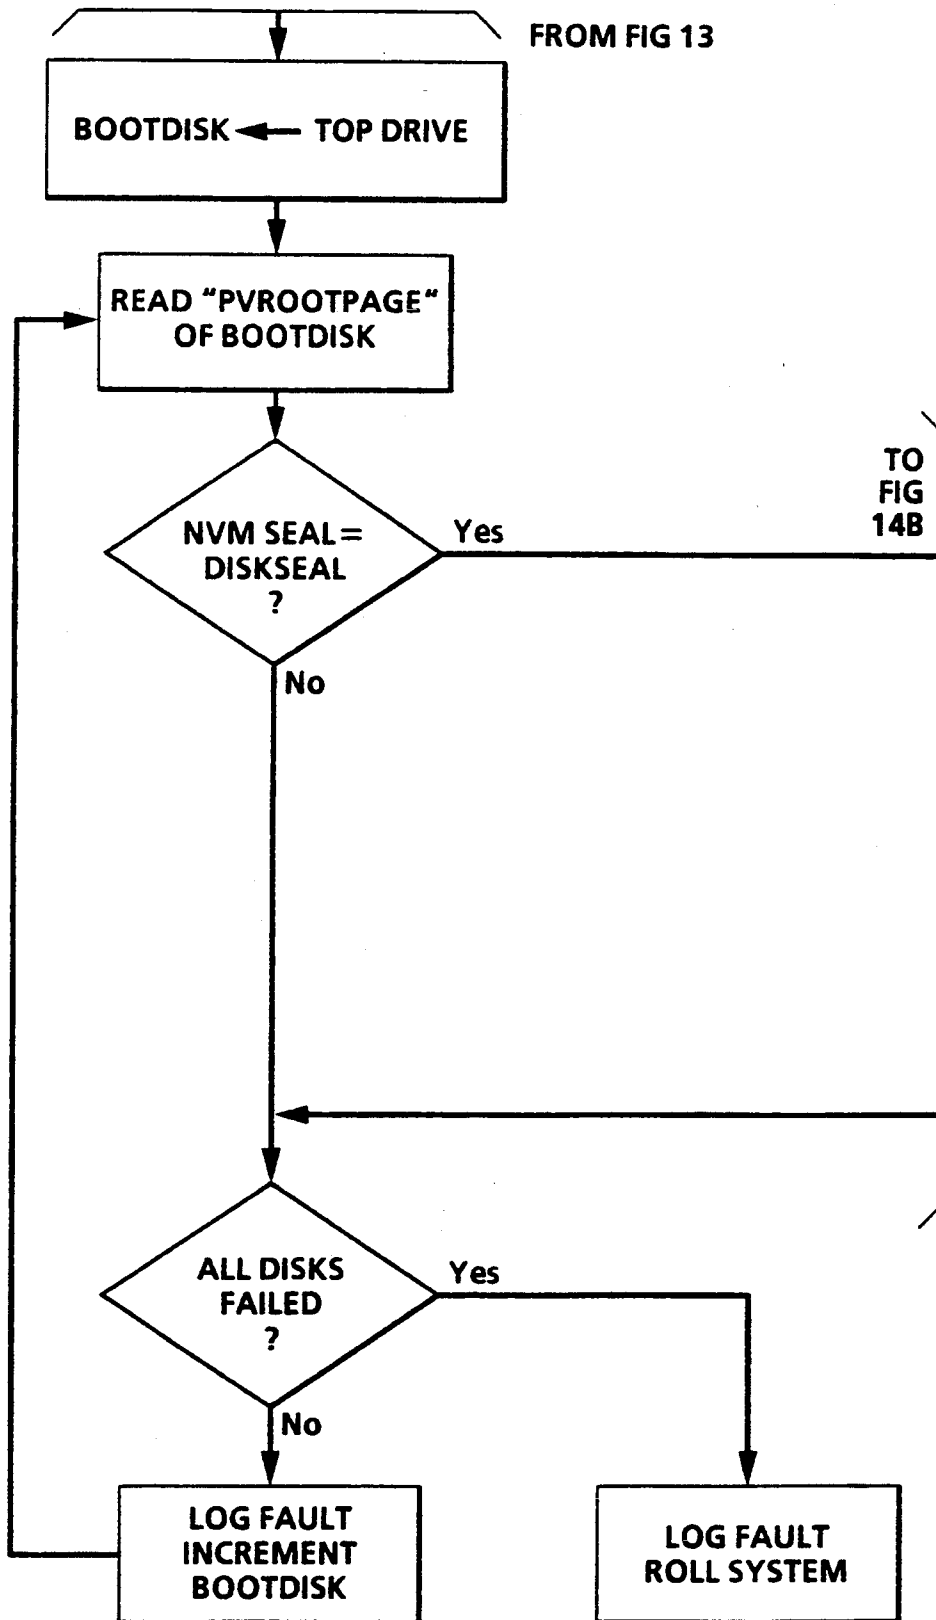 FROM FIG 13
BOOTDISK ← TOP DRIVE
READ "PVROOTPAGE"
OF BOOTDISK
TO
FIG
14B
NVM SEAL =
DISKSEAL
?
Yes
No
ALL DISKS
FAILED
?
Yes
No
LOG FAULT
INCREMENT
BOOTDISK
LOG FAULT
ROLL SYSTEM